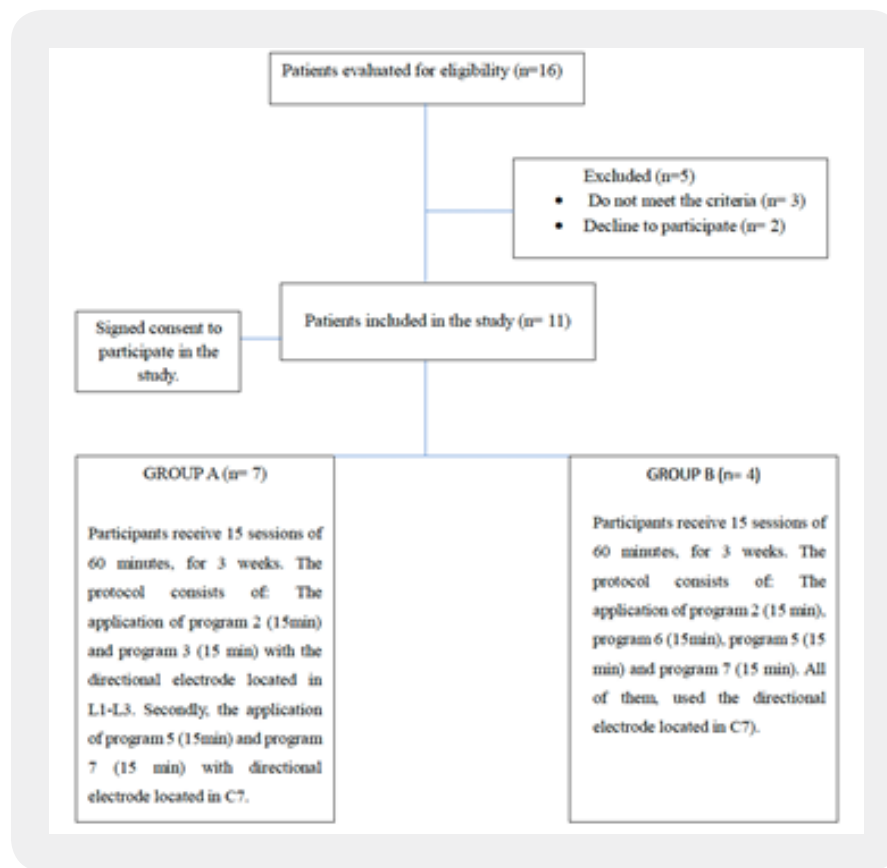 Patients evaluated for eligibility (n=16)
Excluded (n=5)
• Do not meet the criteria (n= 3)
• Decline to participate (n= 2)
Patients included in the study (n= 11)
Signed consent to
participate in the
study.
GROUP A (n= 7)
Participants receive 15 sessions of
60 minutes, for 3 weeks. The
protocol consists of: The
application of program 2 (15min)
and program 3 (15 min) with the
directional electrode located in
L1-L3. Secondly, the application
of program 5 (15min) and program
7 (15 min) with directional
electrode located in C7.
GROUP B (n= 4)
Participants receive 15 sessions of
60 minutes, for 3 weeks. The
protocol consists of: The
application of program 2 (15 min),
program 6 (15min), program 5 (15
min) and program 7 (15 min). All
of them, used the directional
electrode located in C7).